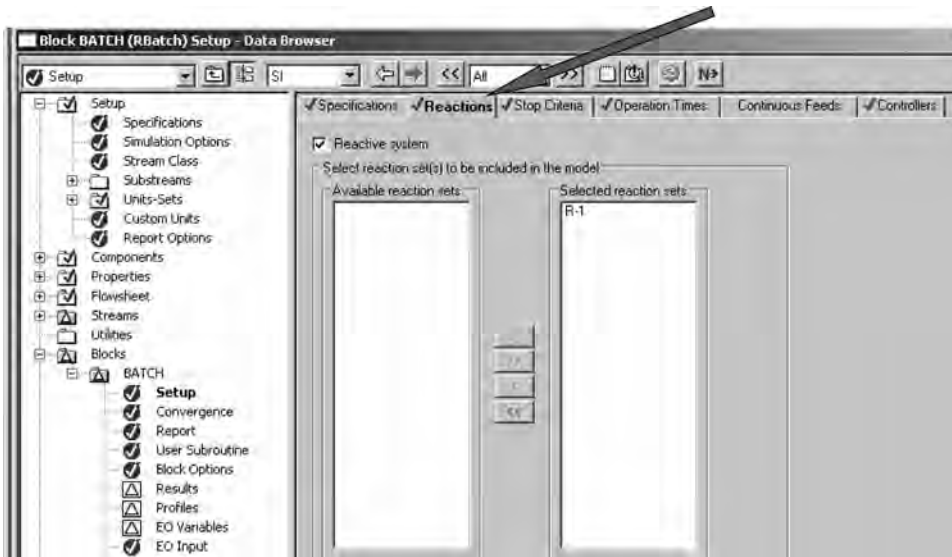 Block BATCH (RBatch) Setup - Data Browser
Setup SI << All >> N>
Specifications Reactions Stop Criteria Operation Times Continuous Feeds Controllers
Reactive system
Select reaction set(s) to be included in the model
Available reaction sets Selected reaction sets
R-1
<<
Setup
Specifications
Simulation Options
Stream Class
Substreams
Units-Sets
Custom Units
Report Options
Components
Properties
Flowsheet
Streams
Utilities
Blocks
BATCH
Setup
Convergence
Report
User Subroutine
Block Options
Results
Profiles
EO Variables
EO Input